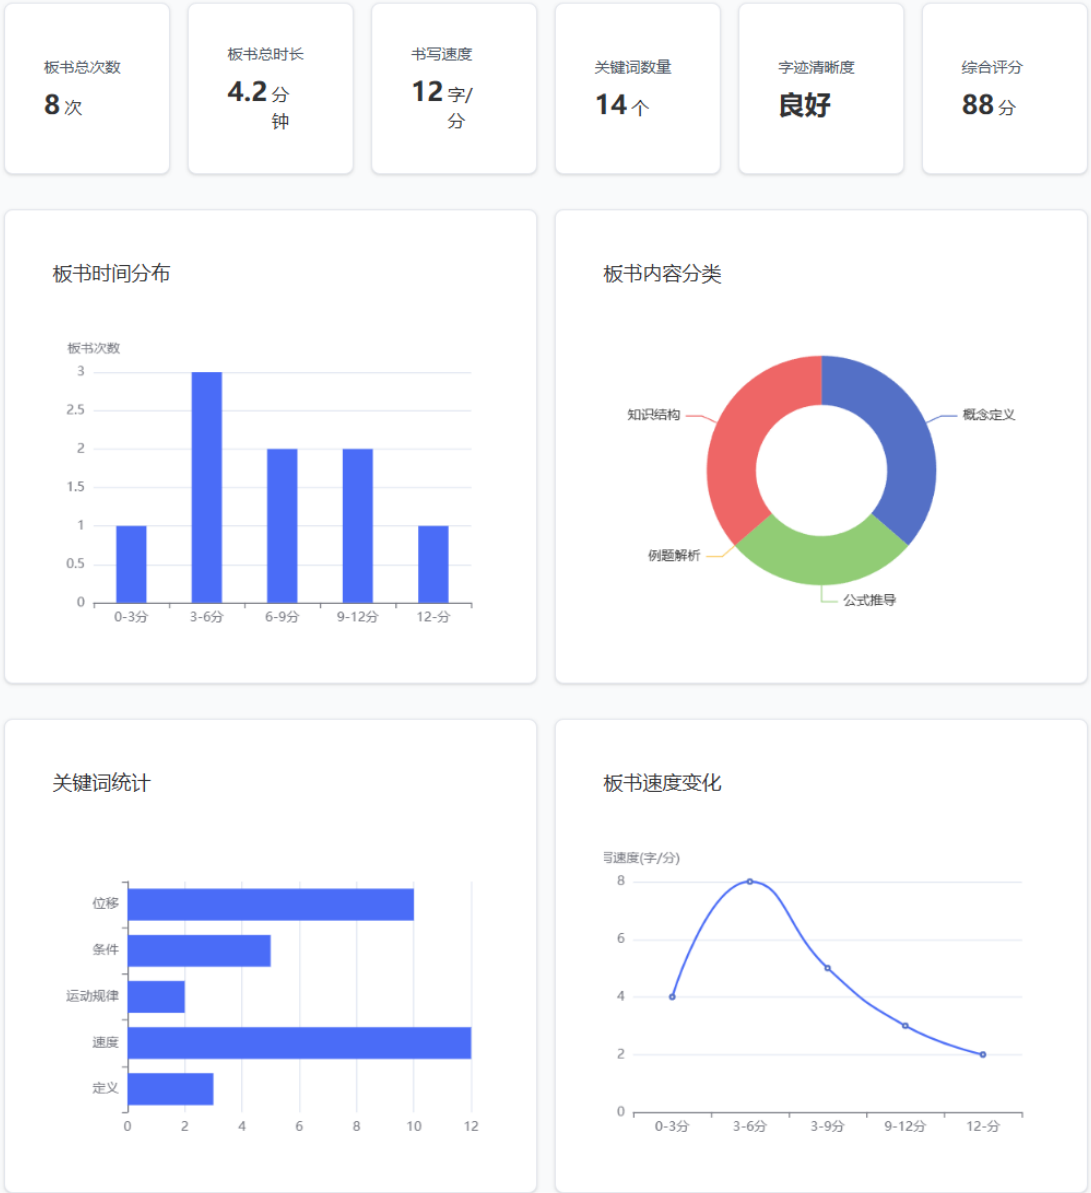 板书总次数
8 次
板书总时长
4.2 分
钟
书写速度
12 字/
分
关键词数量
14 个
字迹清晰度
良好
综合评分
88 分
板书时间分布
板书次数
3
2.5
2
1.5
1
0.5
0
0-3分 3-6分 6-9分 9-12分 12-分
板书内容分类
知识结构
概念定义
例题解析
公式推导
关键词统计
位移
条件
运动规律
速度
定义
0 2 4 6 8 10 12
板书速度变化
写速度(字/分)
8
6
4
2
0
0-3分 3-6分 3-9分 9-12分 12-分